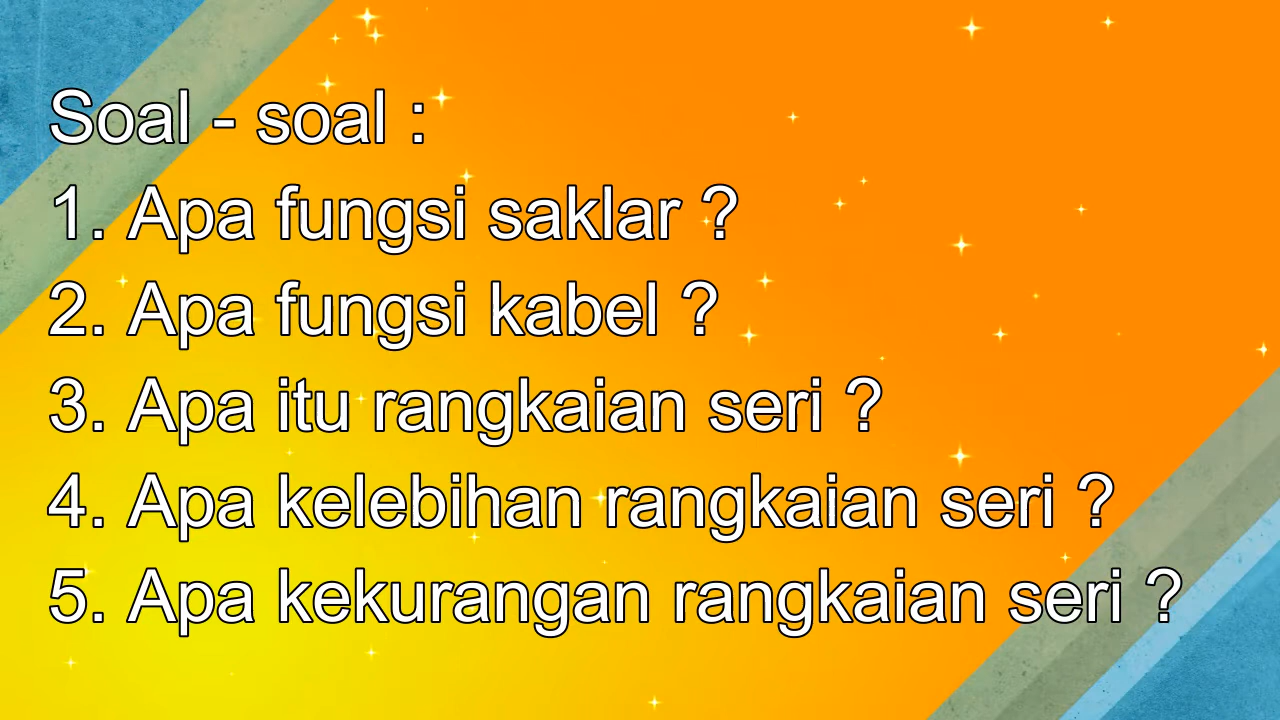 Soal - soal :
1. Apa fungsi saklar ?
2. Apa fungsi kabel ?
3. Apa itu rangkaian seri ?
4. Apa kelebihan rangkaian seri ?
5. Apa kekurangan rangkaian seri ?